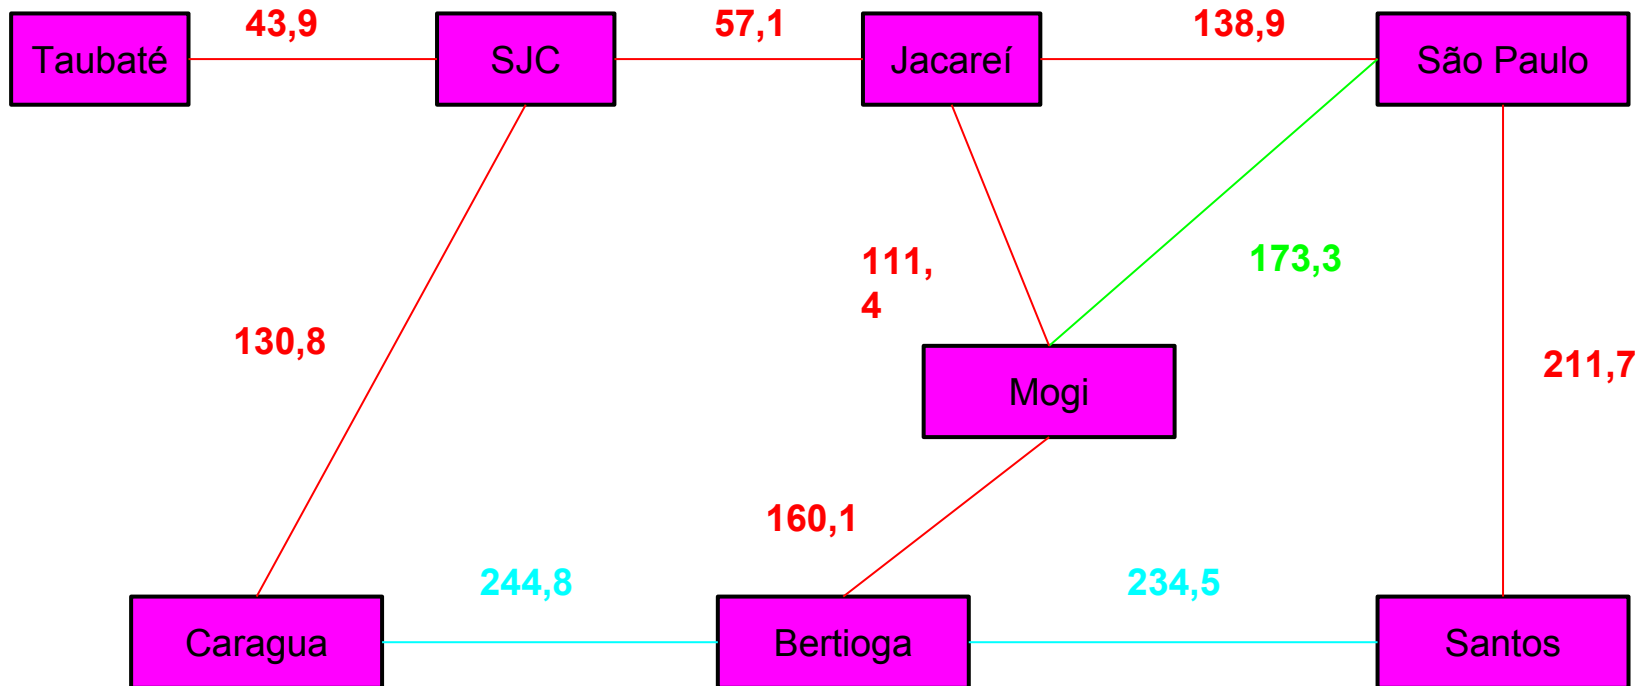 43,9
57,1
138,9
Taubaté
SJC
Jacareí
São Paulo
111,
4
173,3
130,8
211,7
Mogi
160,1
244,8
234,5
Caragua
Bertioga
Santos